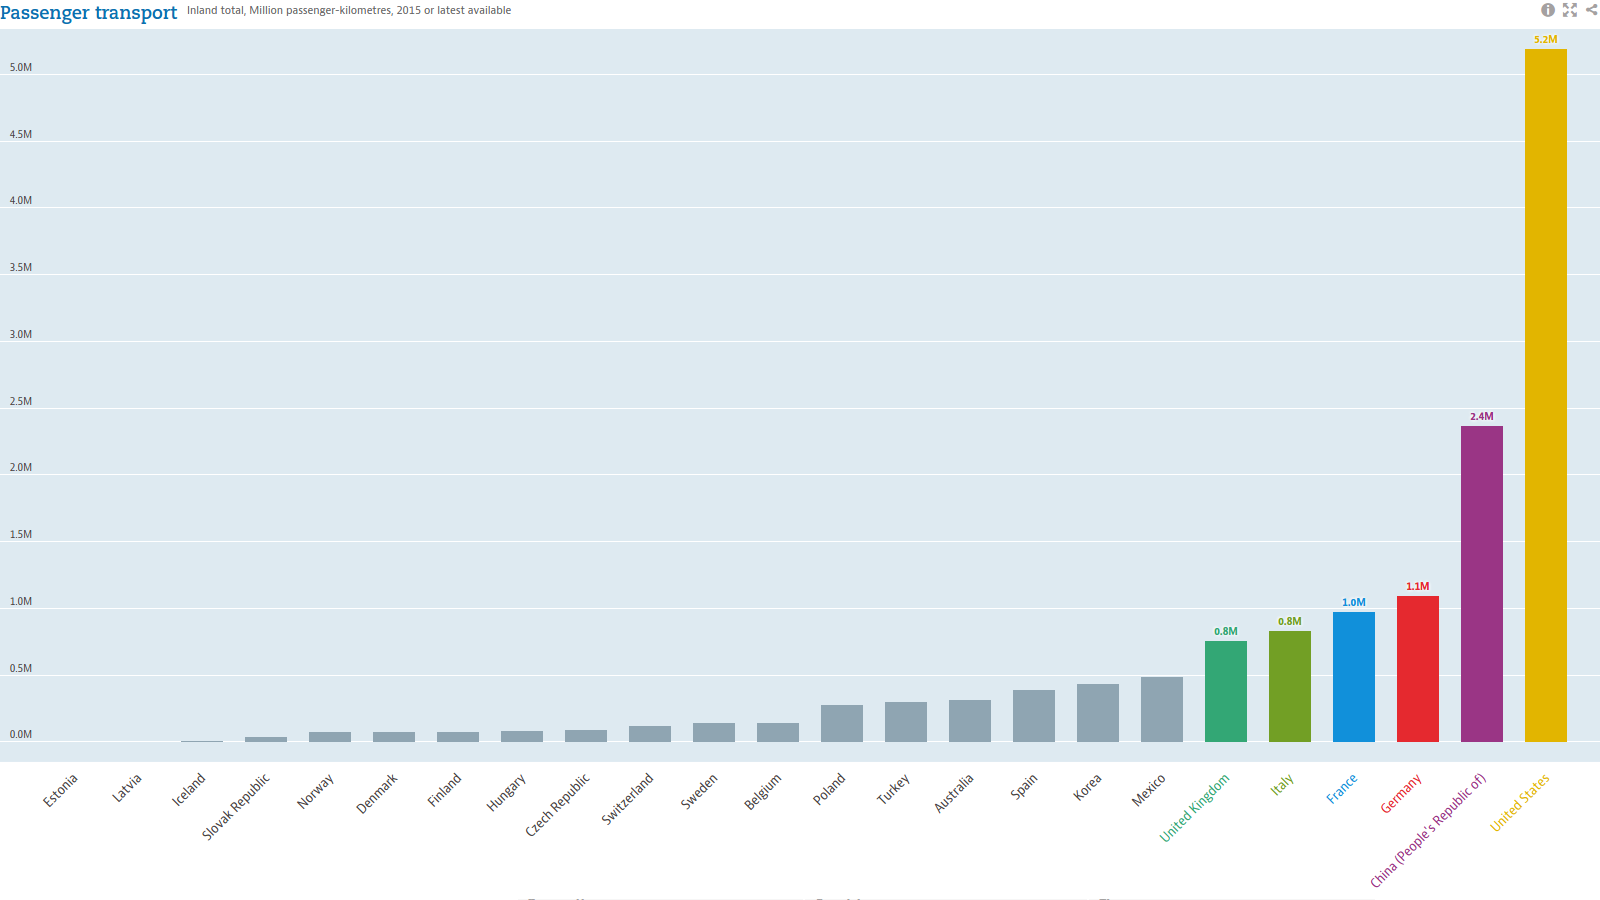 Passenger transport Inland total, Million passenger-kilometres, 2015 or latest available
5.2M
5.0M
4.5M
4.0M
3.5M
3.0M
2.5M
2.4M
2.0M
1.5M
1.1M
1.0M
1.0M
0.8M
0.8M
0.5M
0.0M
Estonia
Latvia
Iceland
Slovak Republic
Norway
Denmark
Finland
Hungary
Czech Republic
Switzerland
Sweden
Belgium
Poland
Turkey
Australia
Spain
Korea
Mexico
United Kingdom
Italy
France
Germany
China (People's Republic of)
United States